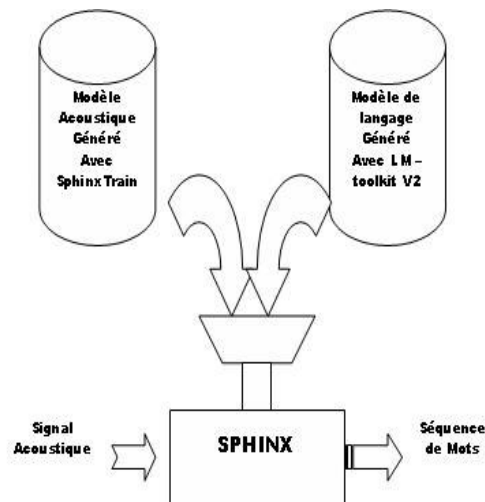 Modèle
Acoustique
Généré
Avec
Sphinx Train
Modèle de
langage
Généré
Avec LM –
toolkit V2
Signal
Acoustique
SPHINX
Séquence
de Mots